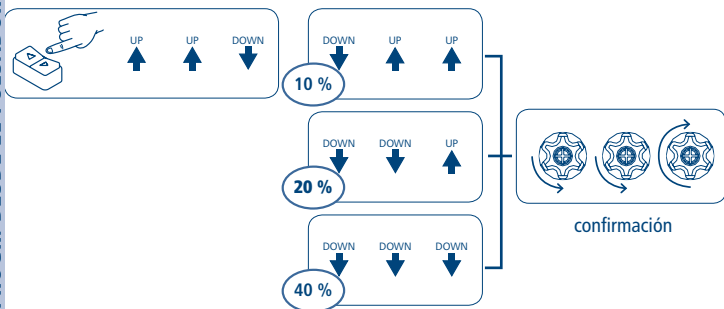 UP UP DOWN
DOWN UP UP
10 %
DOWN DOWN UP
20 %
DOWN DOWN DOWN
40 %
confirmación